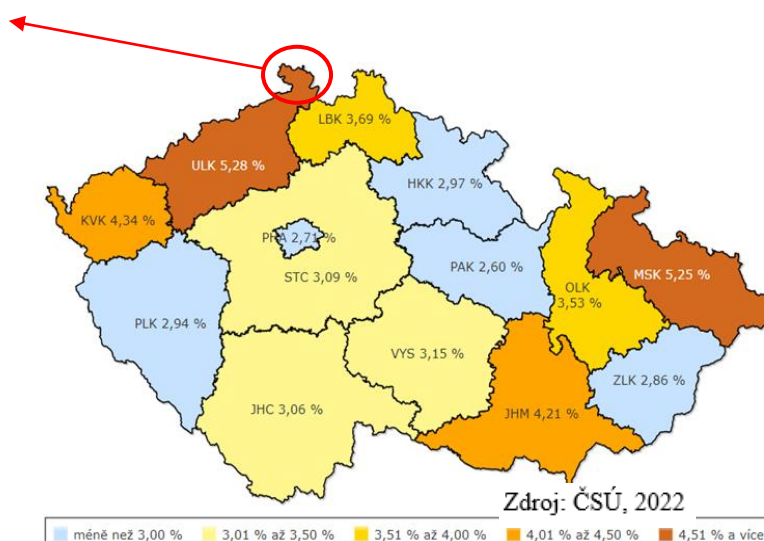 LBK 3,69 %
ULK 5,28 %
HKK 2,97 %
KVK 4,34 %
PHA 2,71 %
PAK 2,60 %
STC 3,09 %
MSK 5,25 %
OLK
3,53 %
PLK 2,94 %
VYS 3,15 %
ZLK 2,86 %
JHC 3,06 %
JHM 4,21 %
Zdroj: ČSÚ, 2022
méně než 3,00 % 3,01 % až 3,50 % 3,51 % až 4,00 % 4,01 % až 4,50 % 4,51 % a více